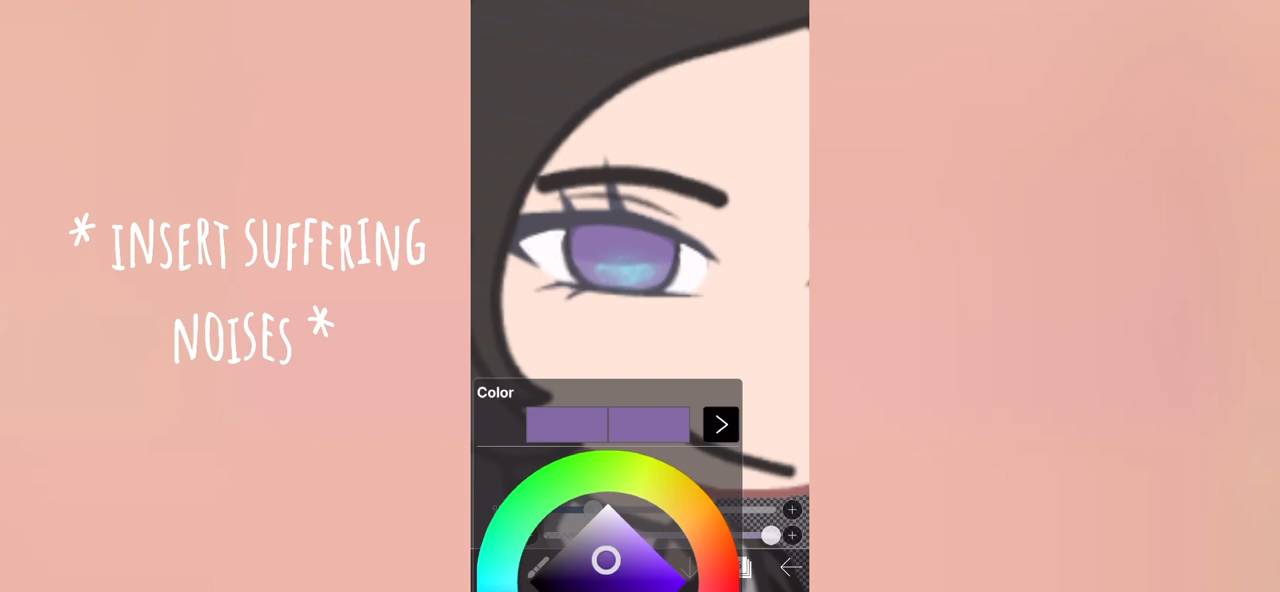 * INSERT SUFFERING
NOISES *
Color